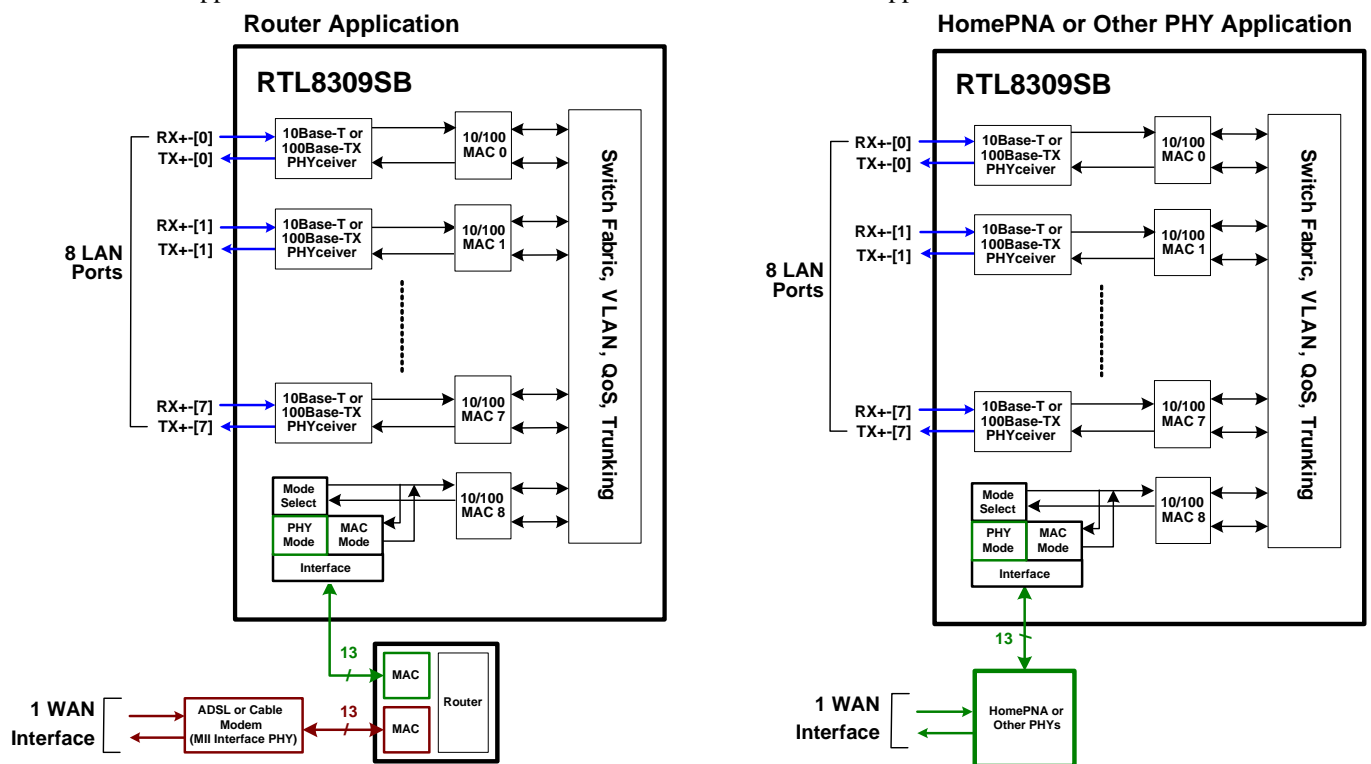 Router Application
RTL8309SB
RX+-[0]
TX+-[0]
10Base-T or
100Base-TX
PHYceiver
10/100
MAC 0
RX+-[1]
TX+-[1]
10Base-T or
100Base-TX
PHYceiver
10/100
MAC 1
8 LAN
Ports
RX+-[7]
TX+-[7]
10Base-T or
100Base-TX
PHYceiver
10/100
MAC 7
Switch Fabric, VLAN, QoS, Trunking
Mode
Select
PHY
Mode
MAC
Mode
Interface
10/100
MAC 8
13
MAC
Router
1 WAN
Interface
ADSL or Cable
Modem
(MII Interface PHY)
13
MAC
HomePNA or Other PHY Application
RTL8309SB
RX+-[0]
TX+-[0]
10Base-T or
100Base-TX
PHYceiver
10/100
MAC 0
RX+-[1]
TX+-[1]
10Base-T or
100Base-TX
PHYceiver
10/100
MAC 1
8 LAN
Ports
RX+-[7]
TX+-[7]
10Base-T or
100Base-TX
PHYceiver
10/100
MAC 7
Switch Fabric, VLAN, QoS, Trunking
Mode
Select
PHY
Mode
MAC
Mode
Interface
10/100
MAC 8
13
1 WAN
Interface
HomePNA or
Other PHYs